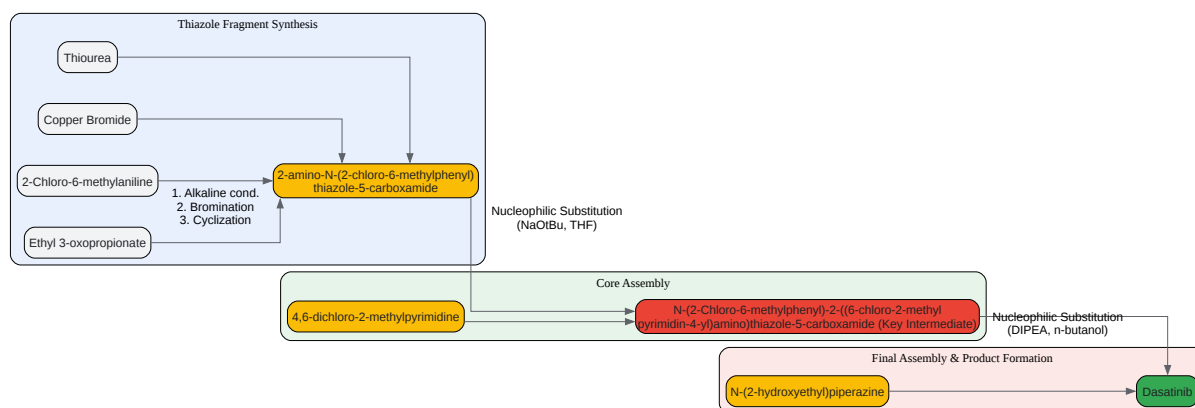 Thiazole Fragment Synthesis
Thiourea
Copper Bromide
2-Chloro-6-methylaniline
2-amino-N-(2-chloro-6-methylphenyl)
thiazole-5-carboxamide
1. Alkaline cond.
2. Bromination
3. Cyclization
Ethyl 3-oxopropionate
Nucleophilic Substitution
(NaOtBu, THF)
Core Assembly
4,6-dichloro-2-methylpyrimidine
N-(2-Chloro-6-methylphenyl)-2-((6-chloro-2-methyl
pyrimidin-4-yl)amino)thiazole-5-carboxamide (Key Intermediate)
Nucleophilic Substitution
(DIPEA, n-butanol)
Final Assembly & Product Formation
N-(2-hydroxyethyl)piperazine
Dasatinib